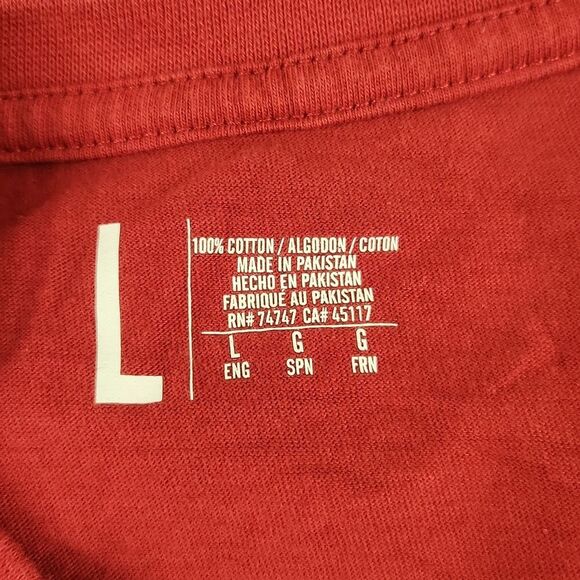 L
100% COTTON / ALGODON / COTON
MADE IN PAKISTAN
HECHO EN PAKISTAN
FABRIQUÉ AU PAKISTAN
RN# 74747 CA# 45117
L G G
ENG SPN FRN